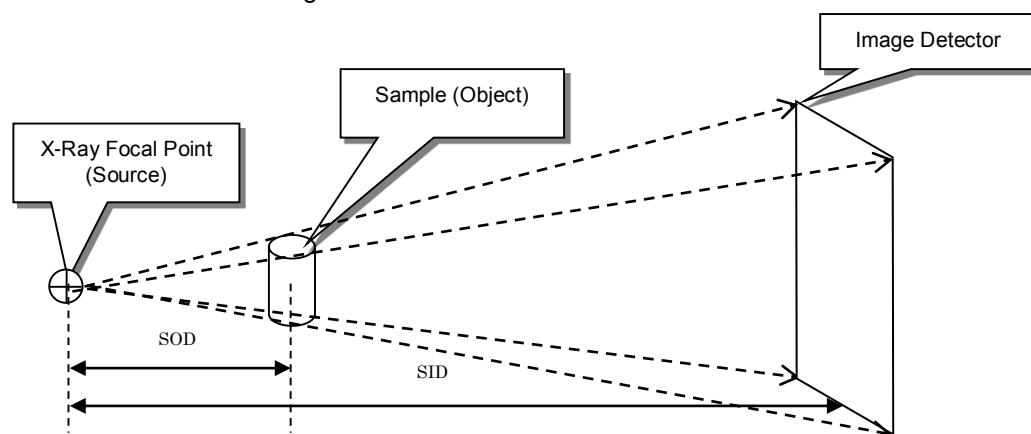 Image Detector
Sample (Object)
X-Ray Focal Point
(Source)
SOD
SID